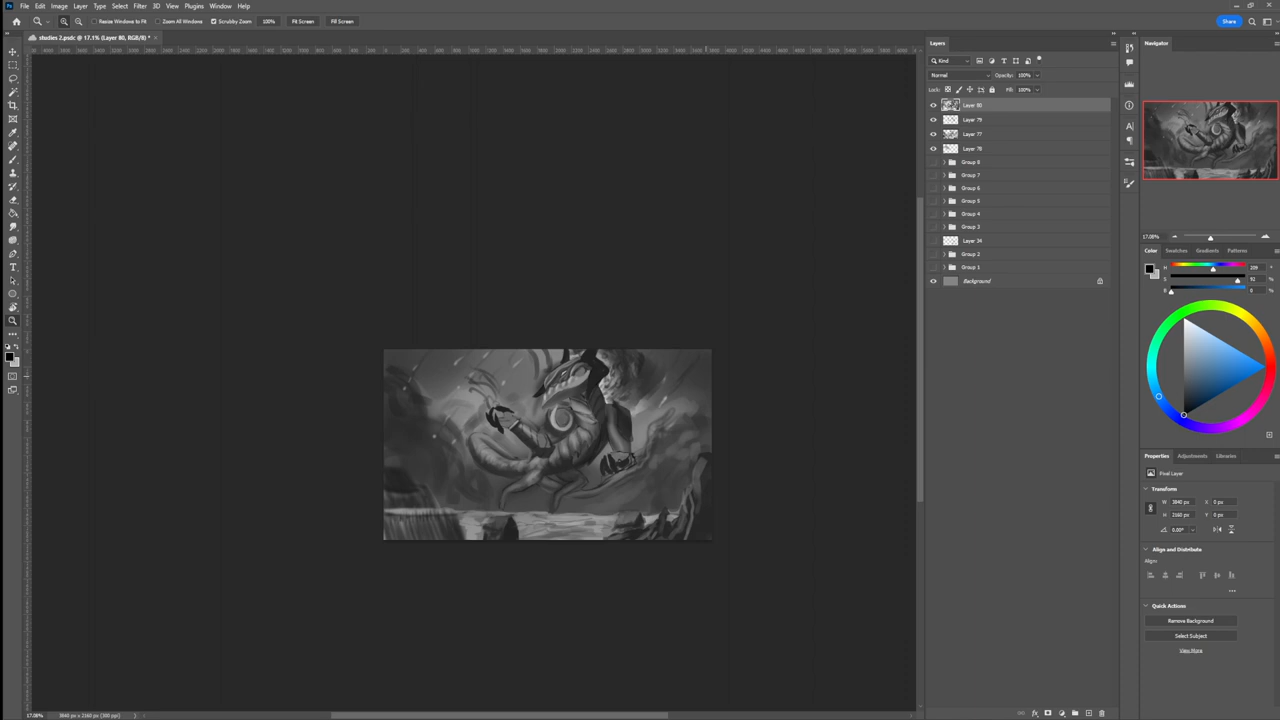 Ps File Edit Image Layer Type Select Filter 3D View Plugins Window Help
Resize Windows to Fit Zoom All Windows Scrubby Zoom 100% Fit Screen Fill Screen Share
studies 2.psdc @ 17.1% (Layer 80, RGB/8) *
Layers
Kind
Normal Opacity: 100%
Lock: Fill: 100%
Layer 80
Layer 79
Layer 77
Layer 78
Group 8
Group 7
Group 6
Group 5
Group 4
Group 3
Layer 34
Group 2
Group 1
Background
Navigator
17.08%
Color Swatches Gradients Patterns
H 209 °
S 92 %
B 0 %
Properties Adjustments Libraries
Pixel Layer
Transform
W 3840 px X 0 px
H 2160 px Y 0 px
0.00°
Align and Distribute
Align:
Quick Actions
Remove Background
Select Subject
View More
17.08% 3840 px x 2160 px (300 ppi)